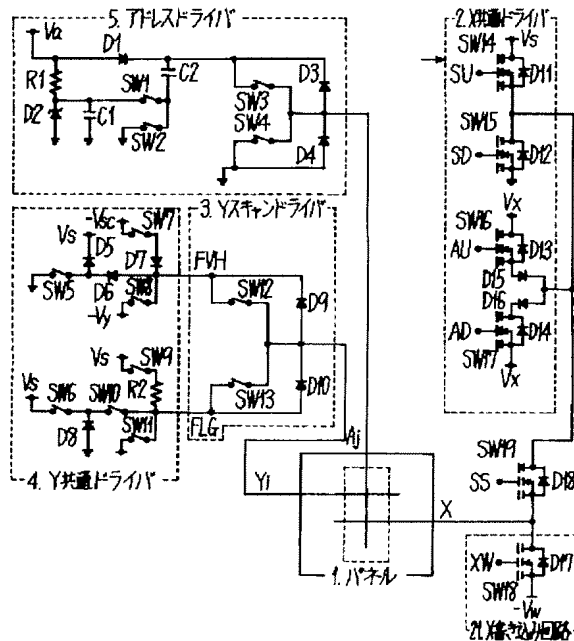 5. アドレスドライバ
Va
D1
R1
SW1
C2
D2
C1
SW2
D3
SW3
SW4
D4
2. X共通ドライバ
SW14
Vs
SU
D11
SW15
SD
D12
Vx
SW16
AU
D13
D15
D16
AD
D14
SW17
Vx
3. Yスキャンドライバ
-Vsc
SW7
Vs
D5
D7
FVH
SW5
D6
SW8
-Vy
SW12
D9
Vs
SW9
Vs
R2
SW6
SW10
SW11
D8
SW13
D10
FLG
4. Y共通ドライバ
Aj
Yi
X
1. パネル
SW19
SS
D18
XW
D17
SW18
-Vw
21. X書き込み回路